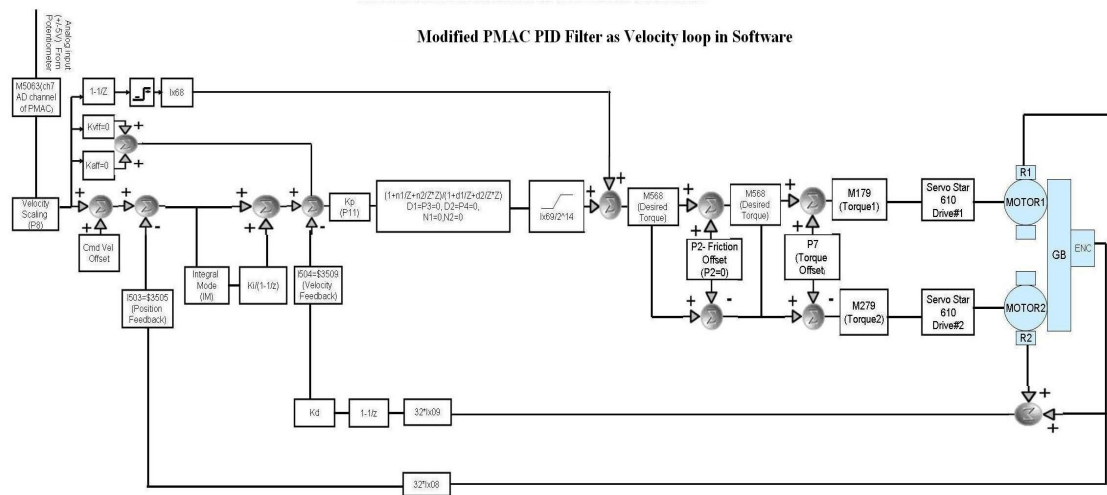 Modified PMAC PID Filter as Velocity loop in Software
Analog input
(+/-5V) From
Potentiometer
M5063(ch7
AD channel
of PMAC)
1-1/Z
Ix68
Kvff=0
Kaff=0
+
+
Velocity
Scaling
(P8)
+
Σ
+
Cmd Vel
Offset
+
Σ
-
I503=$3505
(Position
Feedback)
Integral
Mode
(IM)
Ki/(1-1/z)
+
Σ
+
+
Σ
-
I504=$3509
(Velocity
Feedback)
Kp
(P11)
(1+n1/Z+n2/Z*Z)/(1+d1/Z+d2/Z*Z)
D1=P3=0, D2=P4=0,
N1=0,N2=0
Ix69/2^14
+
+
Σ
M568
(Desired
Torque)
+
Σ
+
P2- Friction
Offset
(P2=0)
-
+
Σ
M568
(Desired
Torque)
+
Σ
+
P7
(Torque
Offset)
-
+
Σ
M179
(Torque1)
Servo Star
610
Drive#1
R1
MOTOR1
GB
ENC
M279
(Torque2)
Servo Star
610
Drive#2
MOTOR2
R2
+
Σ
+
Kd
1-1/z
32*Ix09
32*Ix08